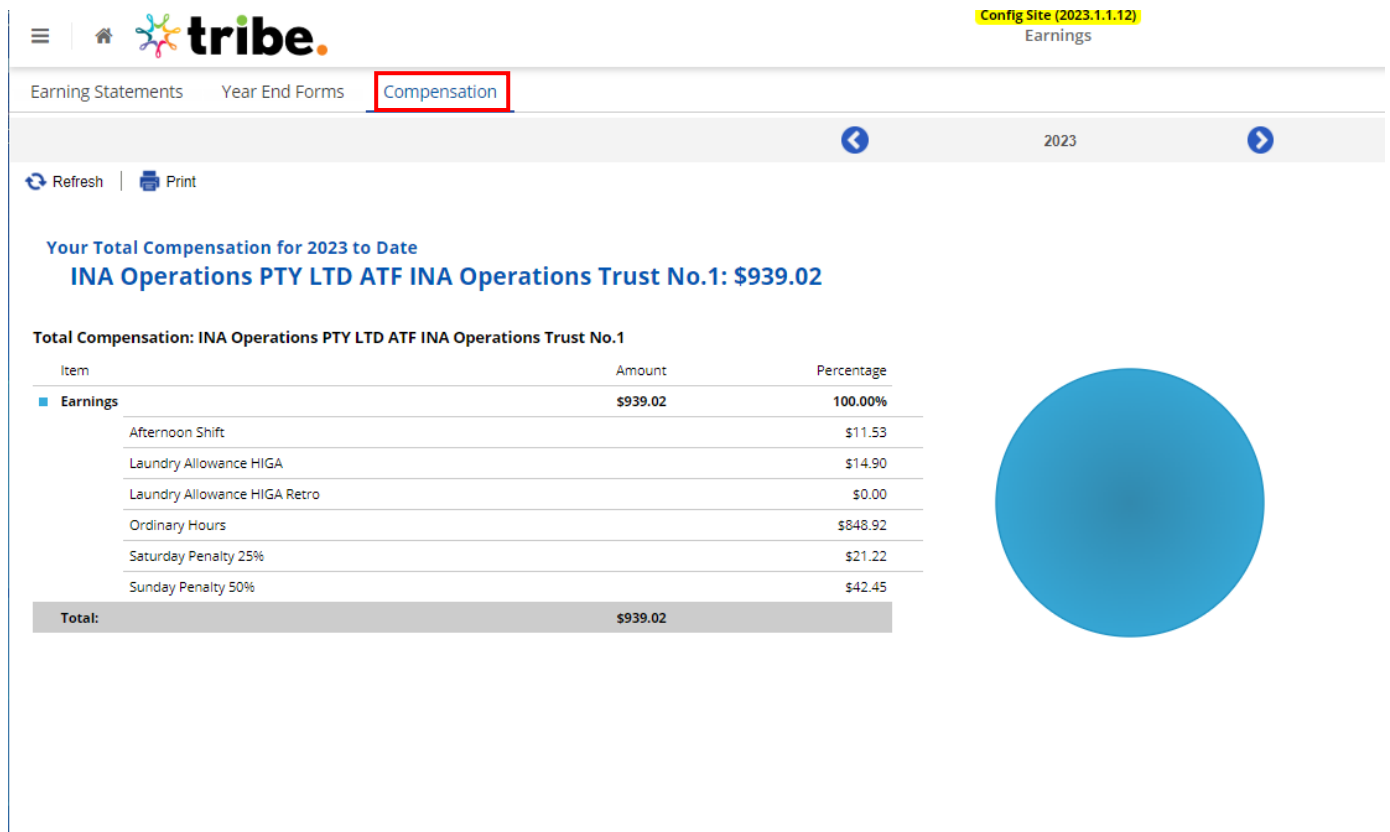 Config Site (2023.1.1.12)
tribe.
Earnings
Earning Statements Year End Forms Compensation
2023
Refresh Print
Your Total Compensation for 2023 to Date
INA Operations PTY LTD ATF INA Operations Trust No.1: $939.02
Total Compensation: INA Operations PTY LTD ATF INA Operations Trust No.1
Item Amount Percentage
Earnings $939.02 100.00%
Afternoon Shift $11.53
Laundry Allowance HIGA $14.90
Laundry Allowance HIGA Retro $0.00
Ordinary Hours $848.92
Saturday Penalty 25% $21.22
Sunday Penalty 50% $42.45
Total: $939.02